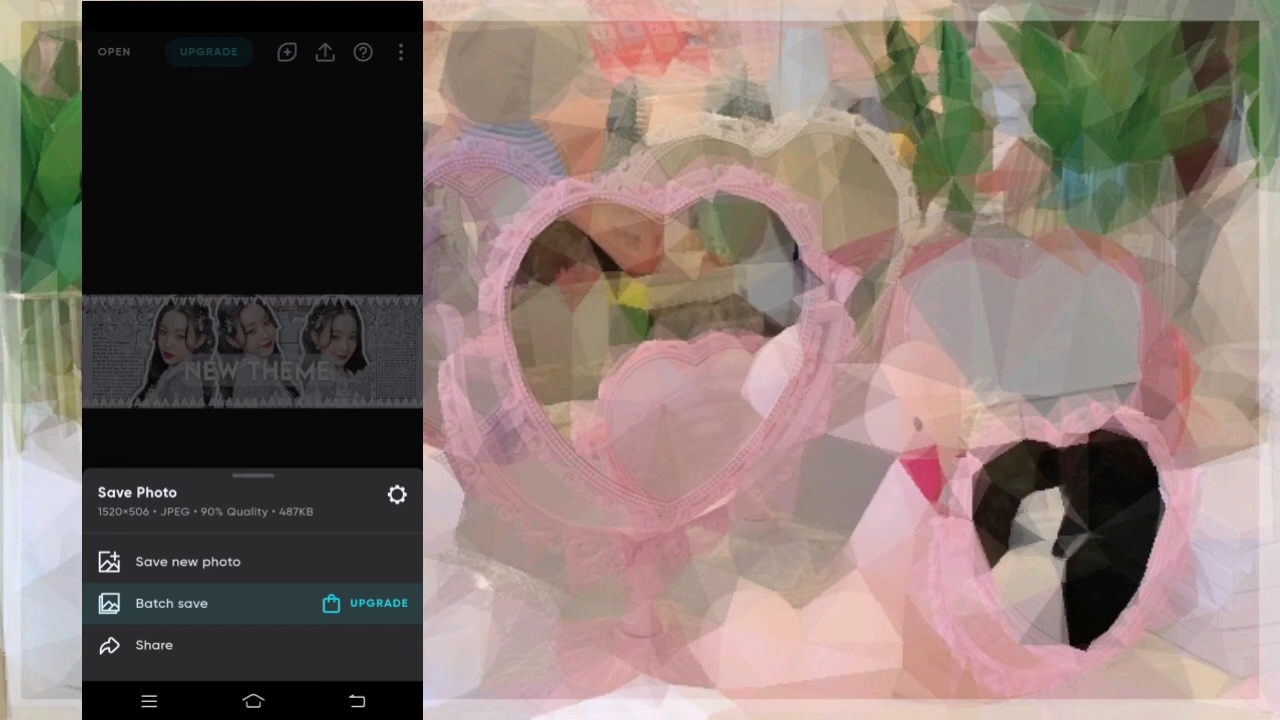 OPEN
UPGRADE
NEW THEME
Save Photo
1520×506 • JPEG • 90% Quality • 487KB
Save new photo
Batch save
UPGRADE
Share